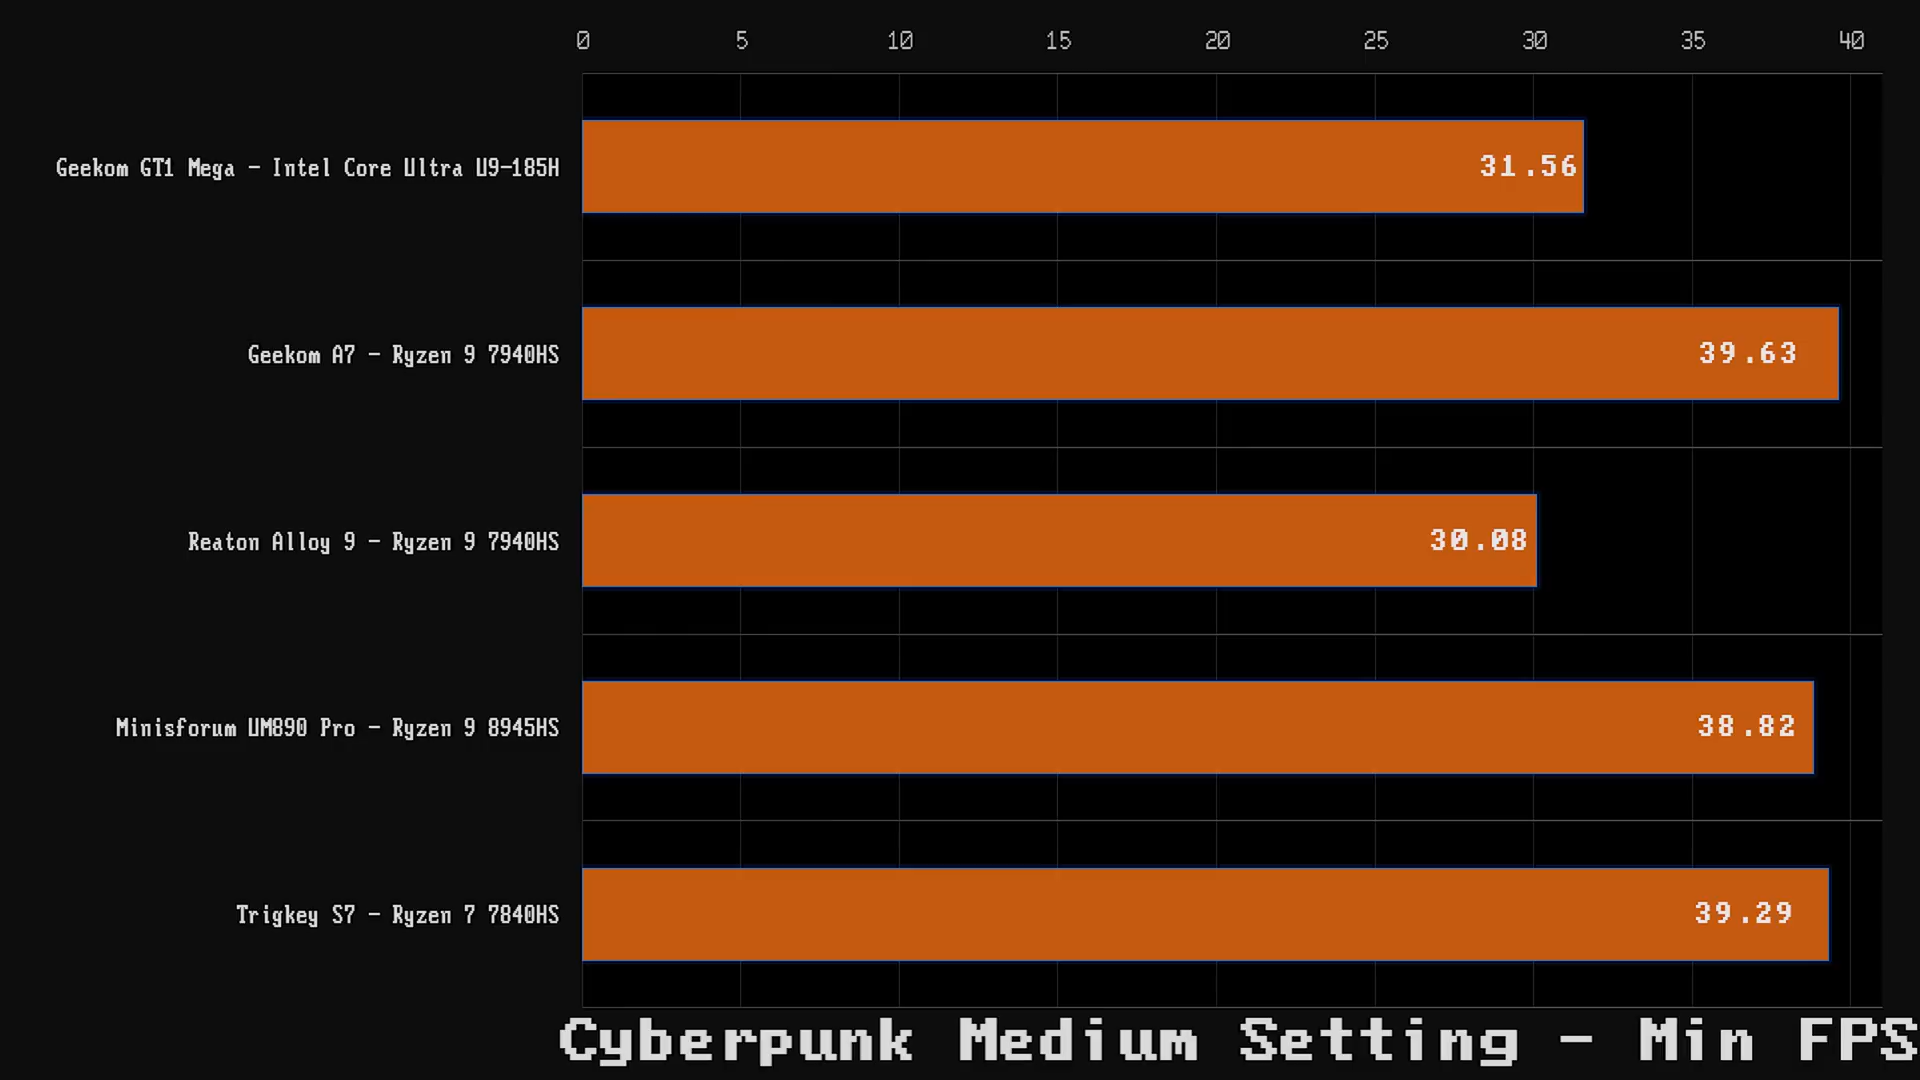 0 5 10 15 20 25 30 35 40
Geekom GT1 Mega - Intel Core Ultra U9-185H 31.56
Geekom A7 - Ryzen 9 7940HS 39.63
Reaton Alloy 9 - Ryzen 9 7940HS 30.08
Minisforum UM890 Pro - Ryzen 9 8945HS 38.82
Trigkey S7 - Ryzen 7 7840HS 39.29
Cyberpunk Medium Setting - Min FPS